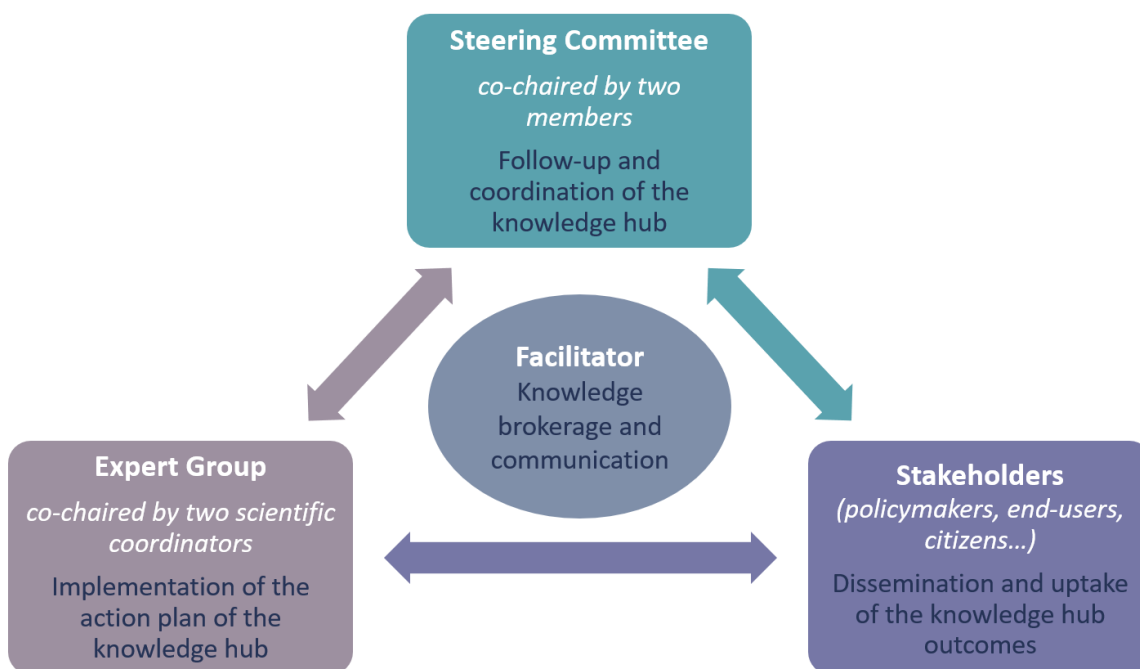 Steering Committee
co-chaired by two
members
Follow-up and
coordination of the
knowledge hub
Facilitator
Knowledge
brokerage and
communication
Expert Group
co-chaired by two scientific
coordinators
Implementation of the
action plan of the
knowledge hub
Stakeholders
(policymakers, end-users,
citizens...)
Dissemination and uptake
of the knowledge hub
outcomes